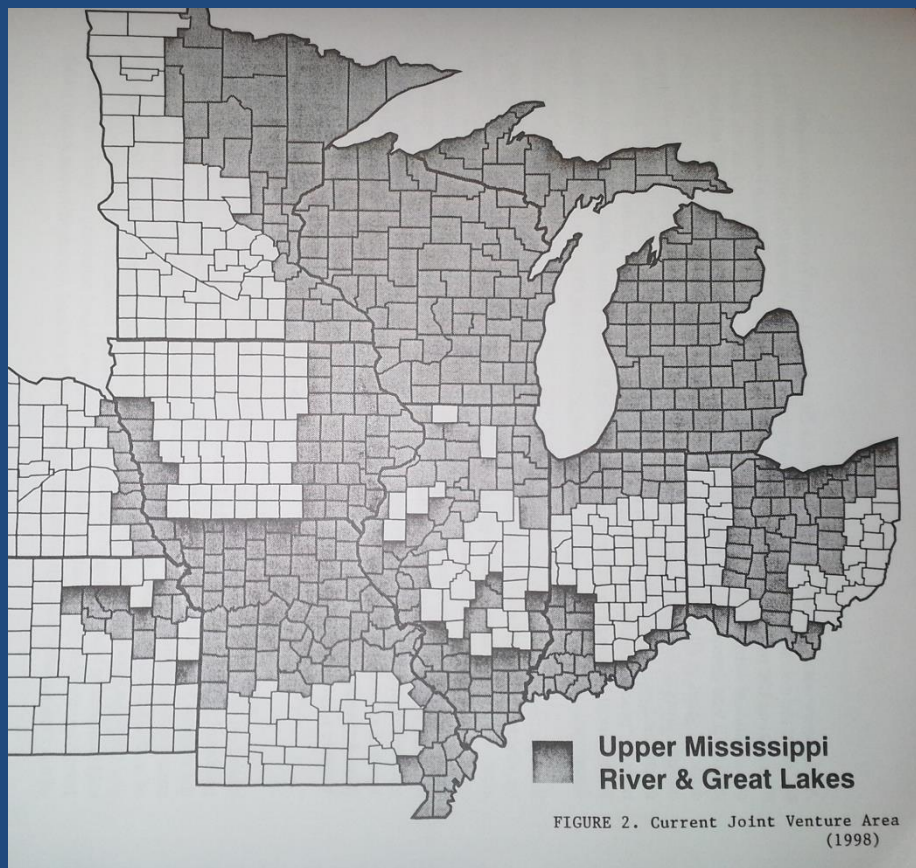 Upper Mississippi
River & Great Lakes
FIGURE 2. Current Joint Venture Area
(1998)